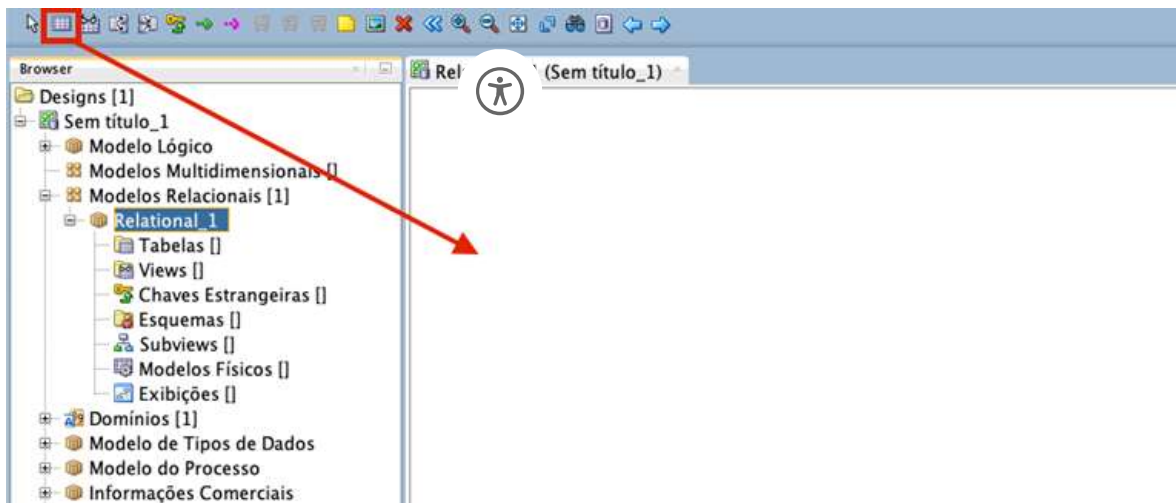 Browser
Relational_1
Designs [1]
Sem título_1
Modelo Lógico
Modelos Multidimensionais []
Modelos Relacionais [1]
Relational_1
Tabelas []
Views []
Chaves Estrangeiras []
Esquemas []
Subviews []
Modelos Físicos []
Exibições []
Domínios [1]
Modelo de Tipos de Dados
Modelo do Processo
Informações Comerciais
(Sem título_1)